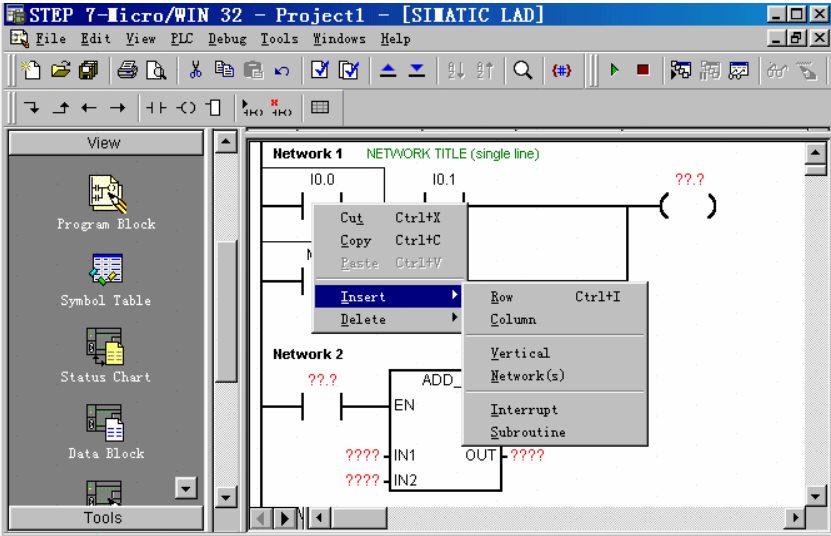 STEP 7-Micro/WIN 32 - Project1 - [SIMATIC LAD]
File Edit View PLC Debug Tools Windows Help
View
Program Block
Symbol Table
Status Chart
Data Block
Tools
Network 1 NETWORK TITLE (single line)
I0.0 I0.1 ??.?
Cut Ctrl+X
Copy Ctrl+C
Paste Ctrl+V
Insert
Delete
Row Ctrl+I
Column
Vertical
Network(s)
Interrupt
Subroutine
Network 2
??.? ADD_
EN
???? IN1 OUT ????
???? IN2